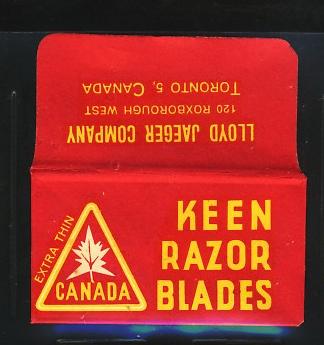 LLOYD JAEGER COMPANY
120 ROXBOROUGH WEST
TORONTO 5, CANADA
EXTRA THIN
CANADA
KEEN
RAZOR
BLADES